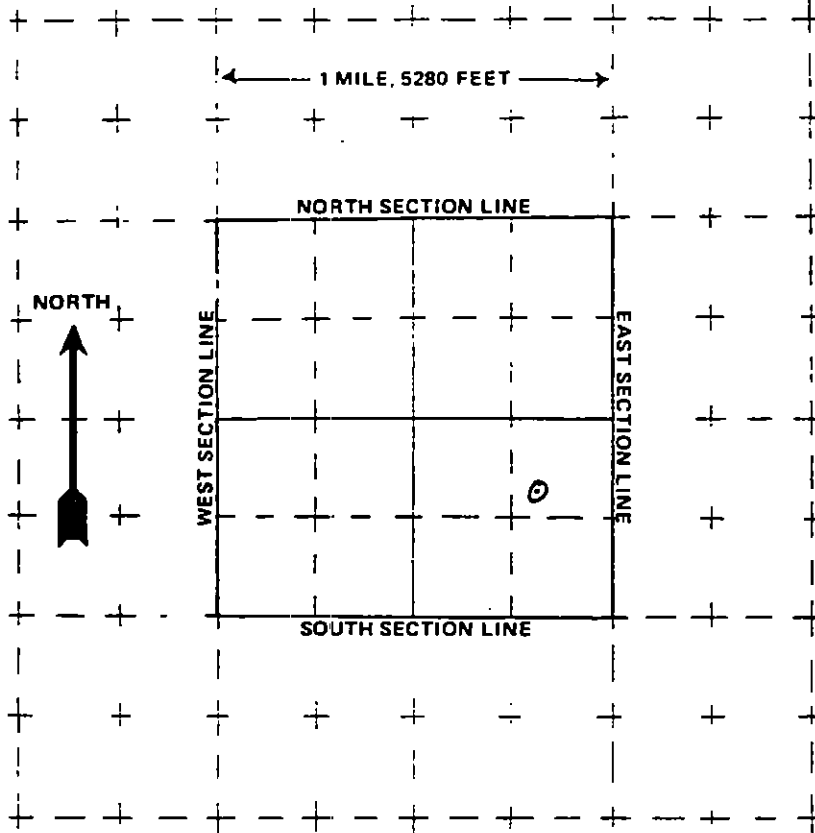 1 MILE, 5280 FEET
NORTH SECTION LINE
NORTH
WEST SECTION LINE
EAST SECTION LINE
SOUTH SECTION LINE